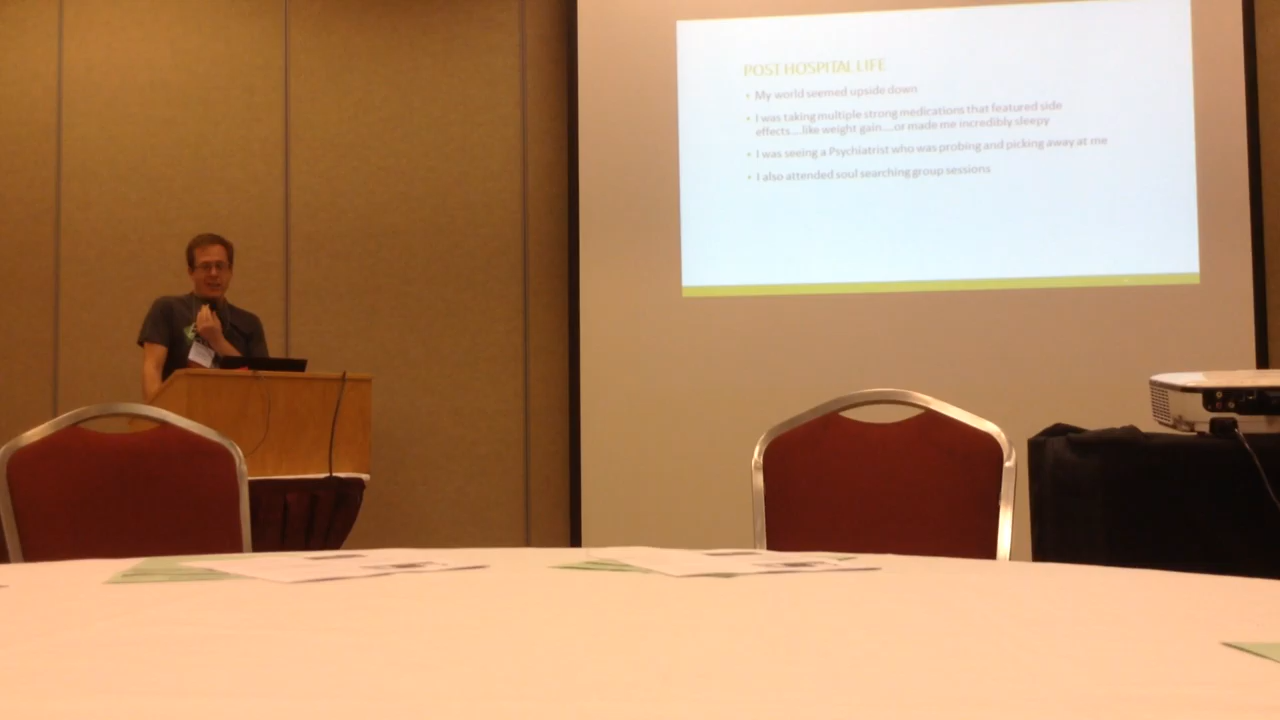 POST HOSPITAL LIFE
My world seemed upside down
I was taking multiple strong medications that featured side
effects....like weight gain....or made me incredibly sleepy
I was seeing a Psychiatrist who was probing and picking away at me
I also attended soul searching group sessions